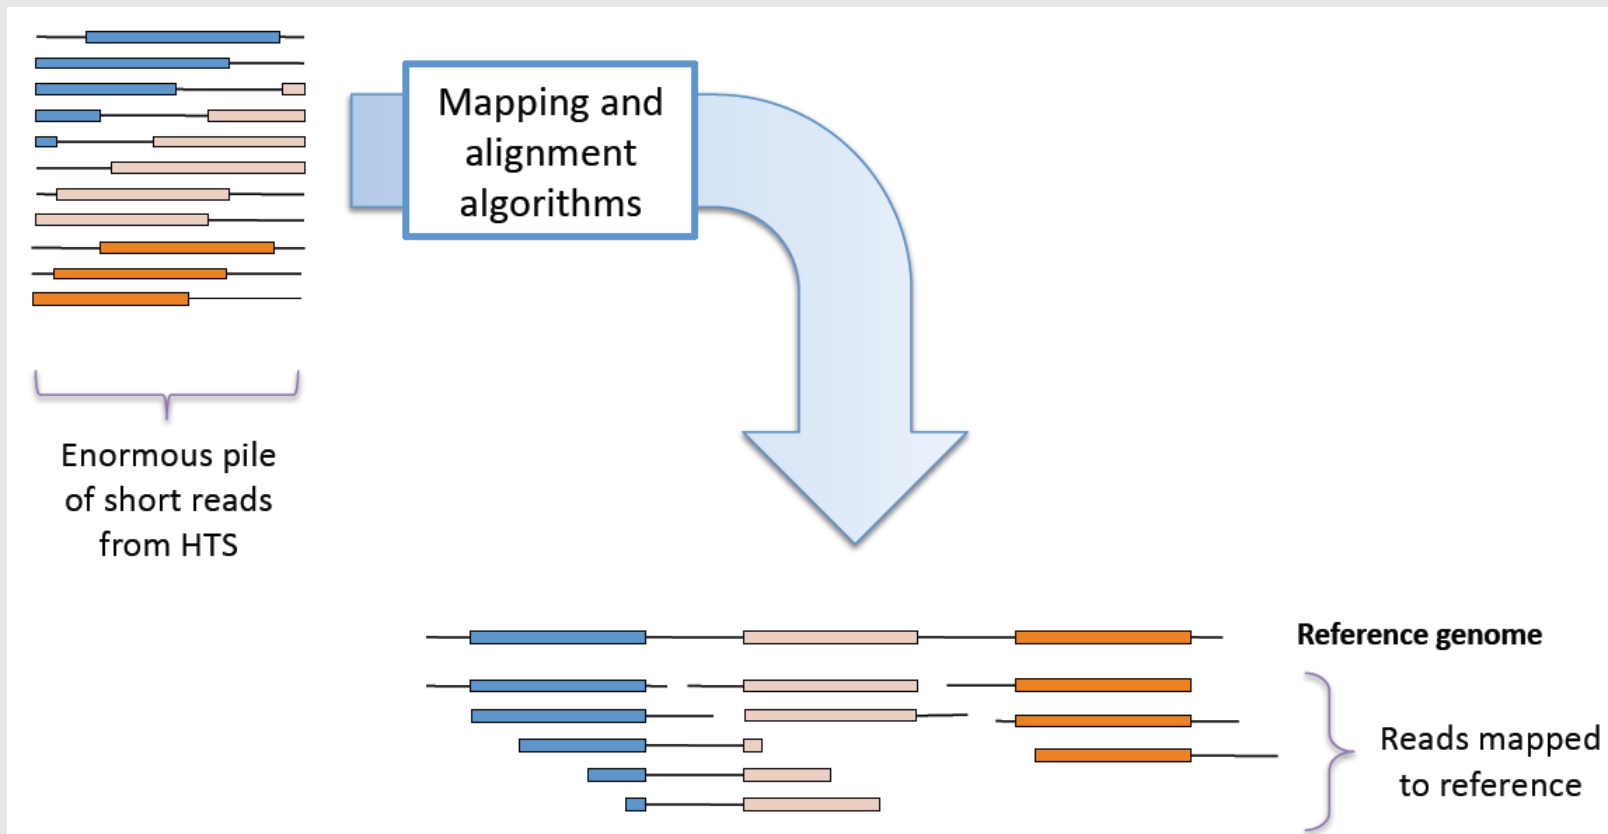 Mapping and
alignment
algorithms
Enormous pile
of short reads
from HTS
Reference genome
Reads mapped
to reference